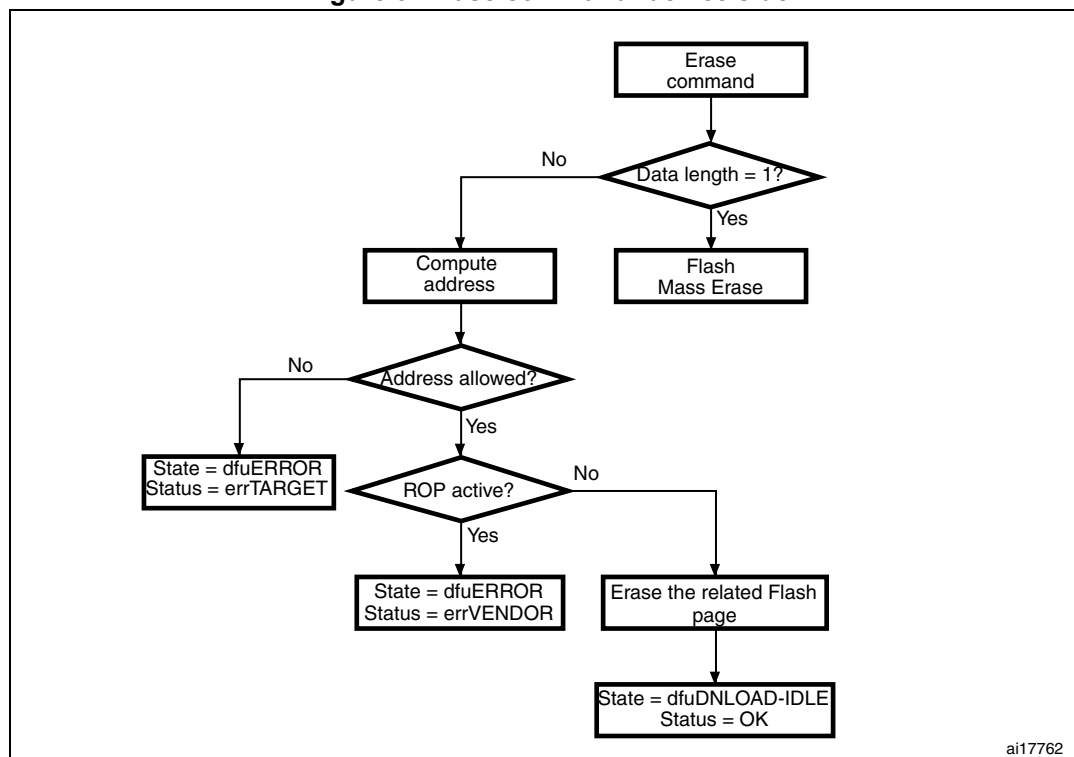 Erase
command
No
Data length = 1?
Yes
Compute
address
Flash
Mass Erase
No
Address allowed?
Yes
State = dfuERROR
Status = errTARGET
ROP active?
No
Yes
State = dfuERROR
Status = errVENDOR
Erase the related Flash
page
State = dfuDNLOAD-IDLE
Status = OK
ai17762